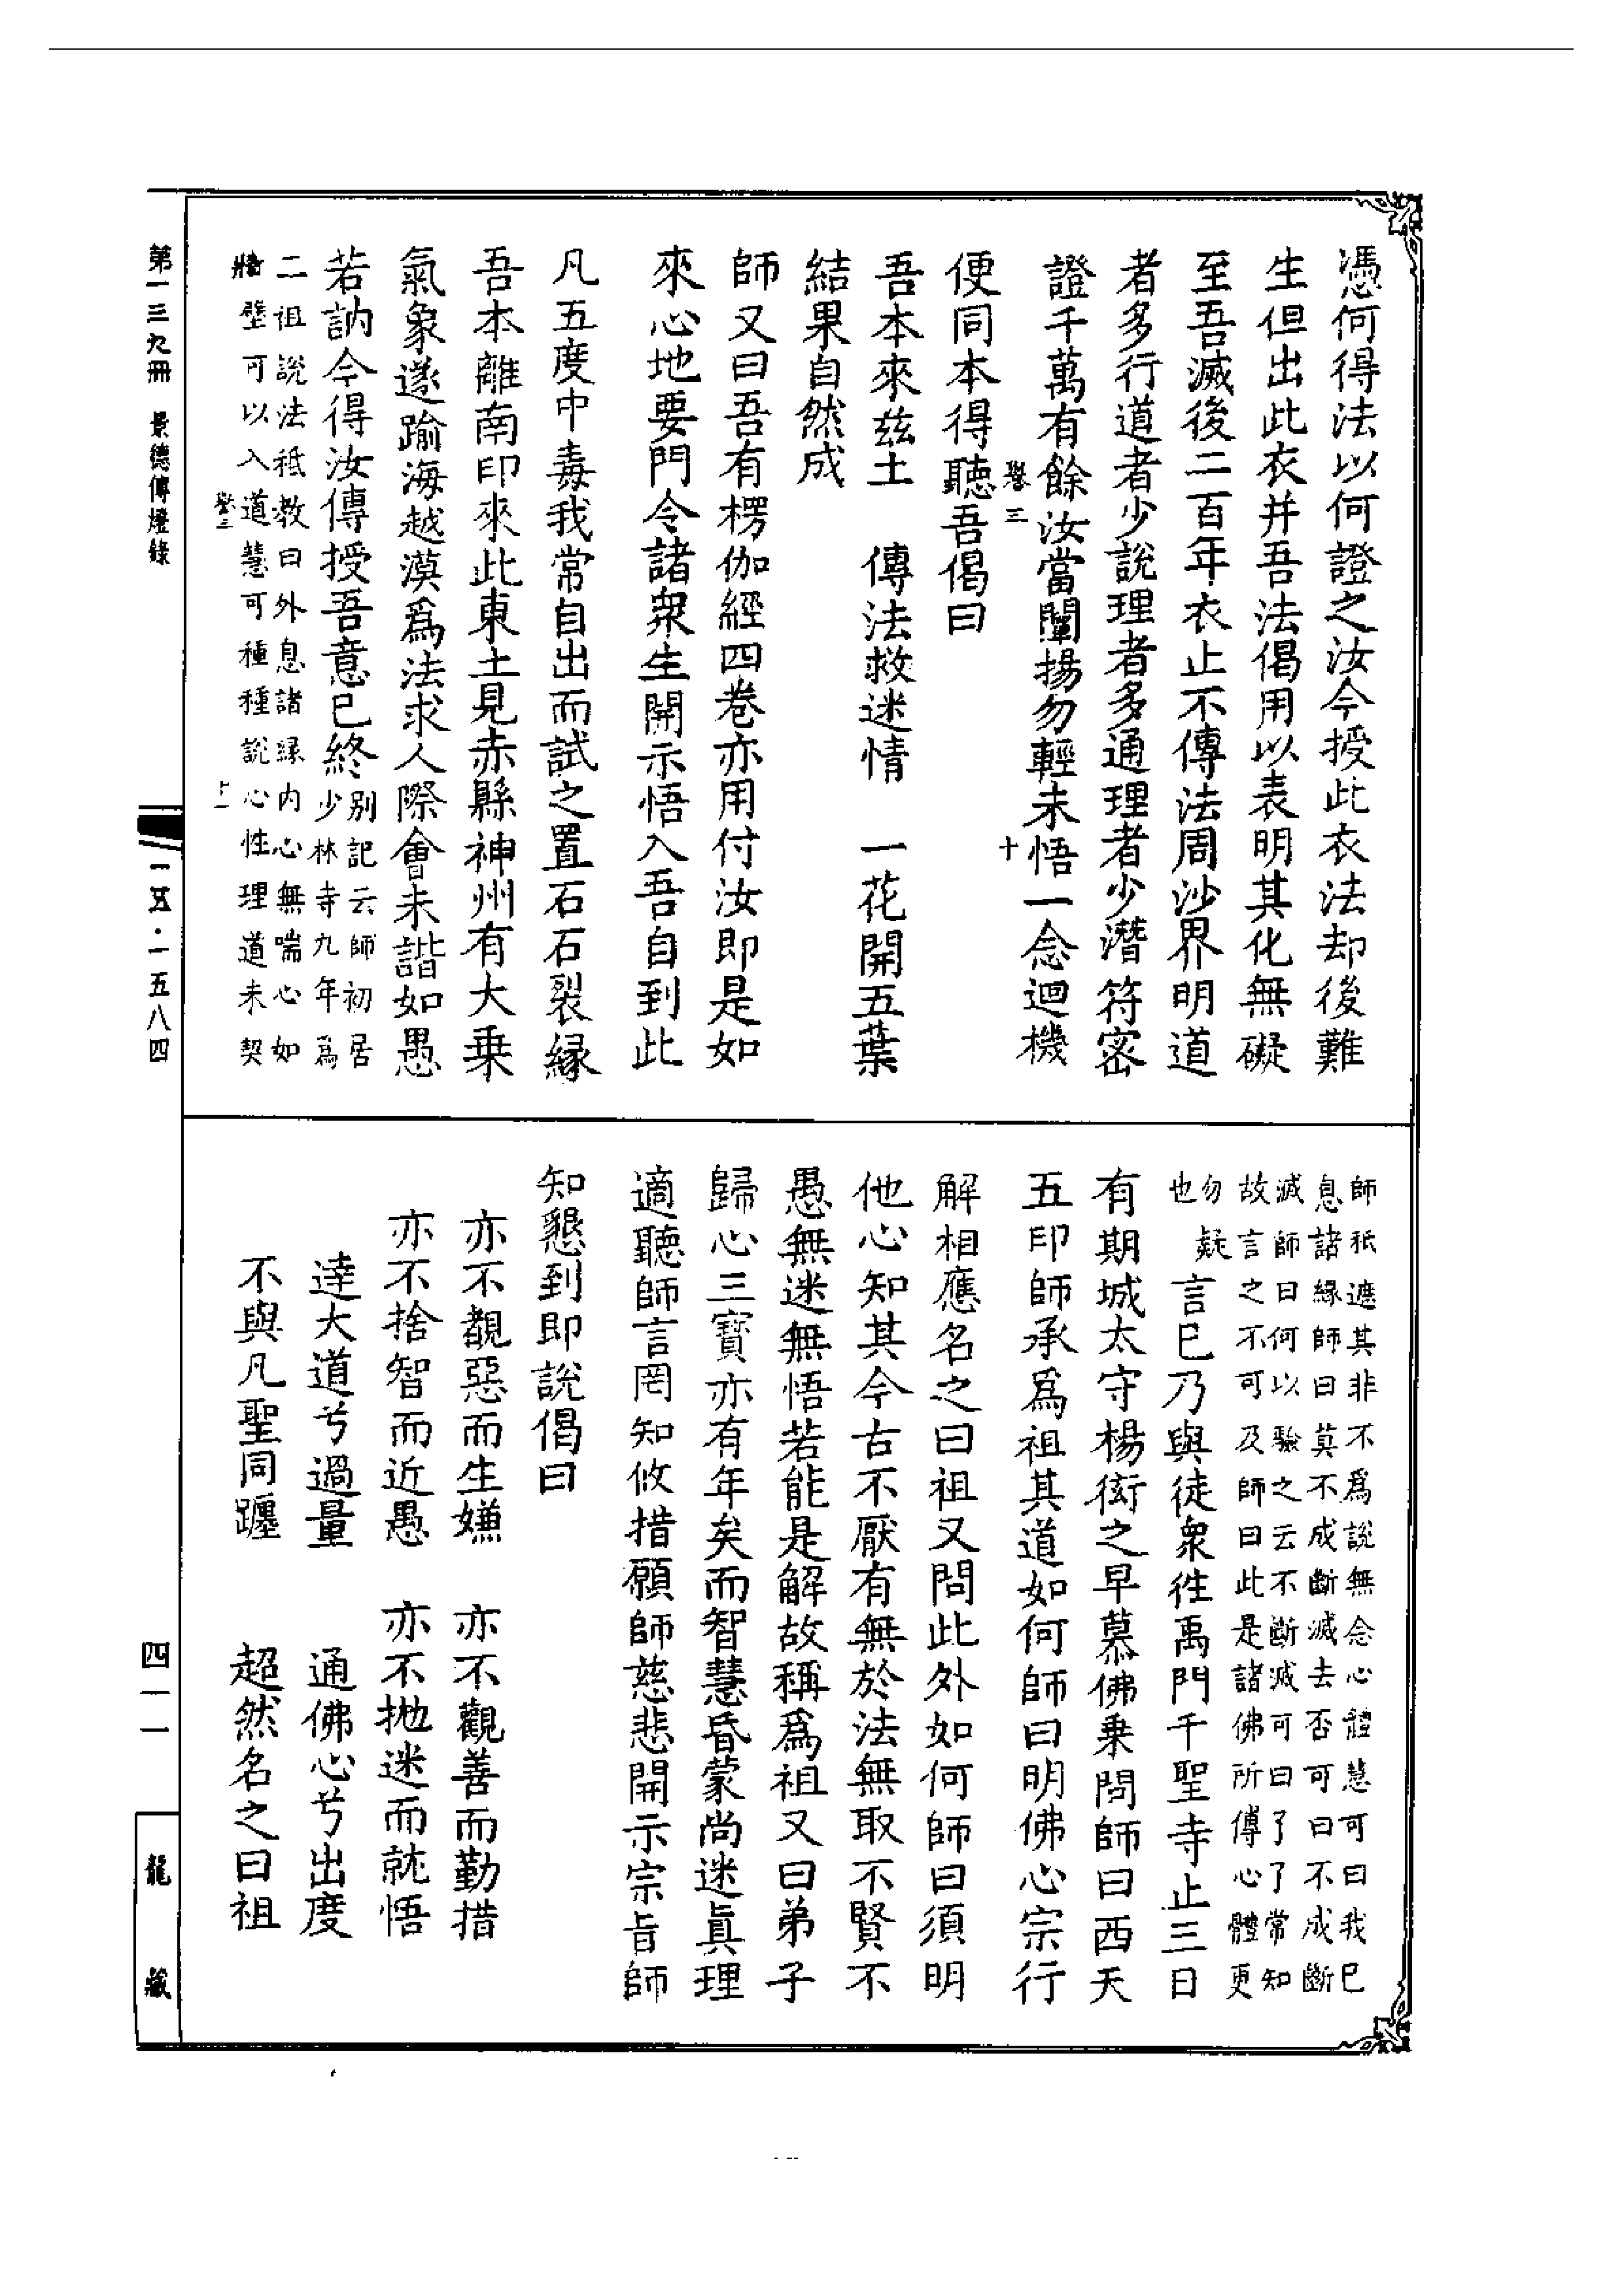 憑何得法以何證之汝今授此衣法却後難
生但出此衣并吾法偈用以表明其化無礙
至吾滅後二百年衣止不傳法周沙界明道
者多行道者少說理者多通理者少潛符密
證千萬有餘汝當闡揚勿輕未悟一念迴機
譽三 十
便同本得聽吾偈曰
吾本來茲土 傳法救迷情 一花開五葉
結果自然成
師又曰吾有楞伽經四卷亦用付汝即是如
來心地要門令諸衆生開示悟入吾自到此
凡五度中毒我常自出而試之置石石裂緣
吾本離南印來此東土見赤縣神州有大乗
氣象遂踰海越漠爲法求人際會未諧如愚
若訥今得汝傳授吾意已終
別記云師初居
少林寺九年爲
二祖說法秖教曰外息諸緣内心無喘心如
牆壁可以入道慧可種種說心性理道未契
譽三 十一
師秖遮其非不爲說無念心體慧可曰我已
息諸緣師曰莫不成斷滅去否可曰不成斷
滅師曰何以驗之云不斷滅可曰了了常知
故言之不可及師曰此是諸佛所傳心體更
勿疑
也
言已乃與徒衆徃禹門千聖寺止三日
有期城太守楊衒之早慕佛乗問師曰西天
五印師承爲祖其道如何師曰明佛心宗行
解相應名之曰祖又問此外如何師曰須明
他心知其今古不厭有無於法無取不賢不
愚無迷無悟若能是解故稱爲祖又曰弟子
歸心三寶亦有年矣而智慧昏蒙尚迷眞理
適聽師言罔知攸措願師慈悲開示宗旨師
知懇到即說偈曰
亦不覩惡而生嫌 亦不觀善而勤措
亦不捨智而近愚 亦不抛迷而就悟
達大道兮過量 通佛心兮出度
不與凡聖同躔 超然名之曰祖
第一三九冊 景德傳燈錄
一五·一五八四
四一一
龍藏